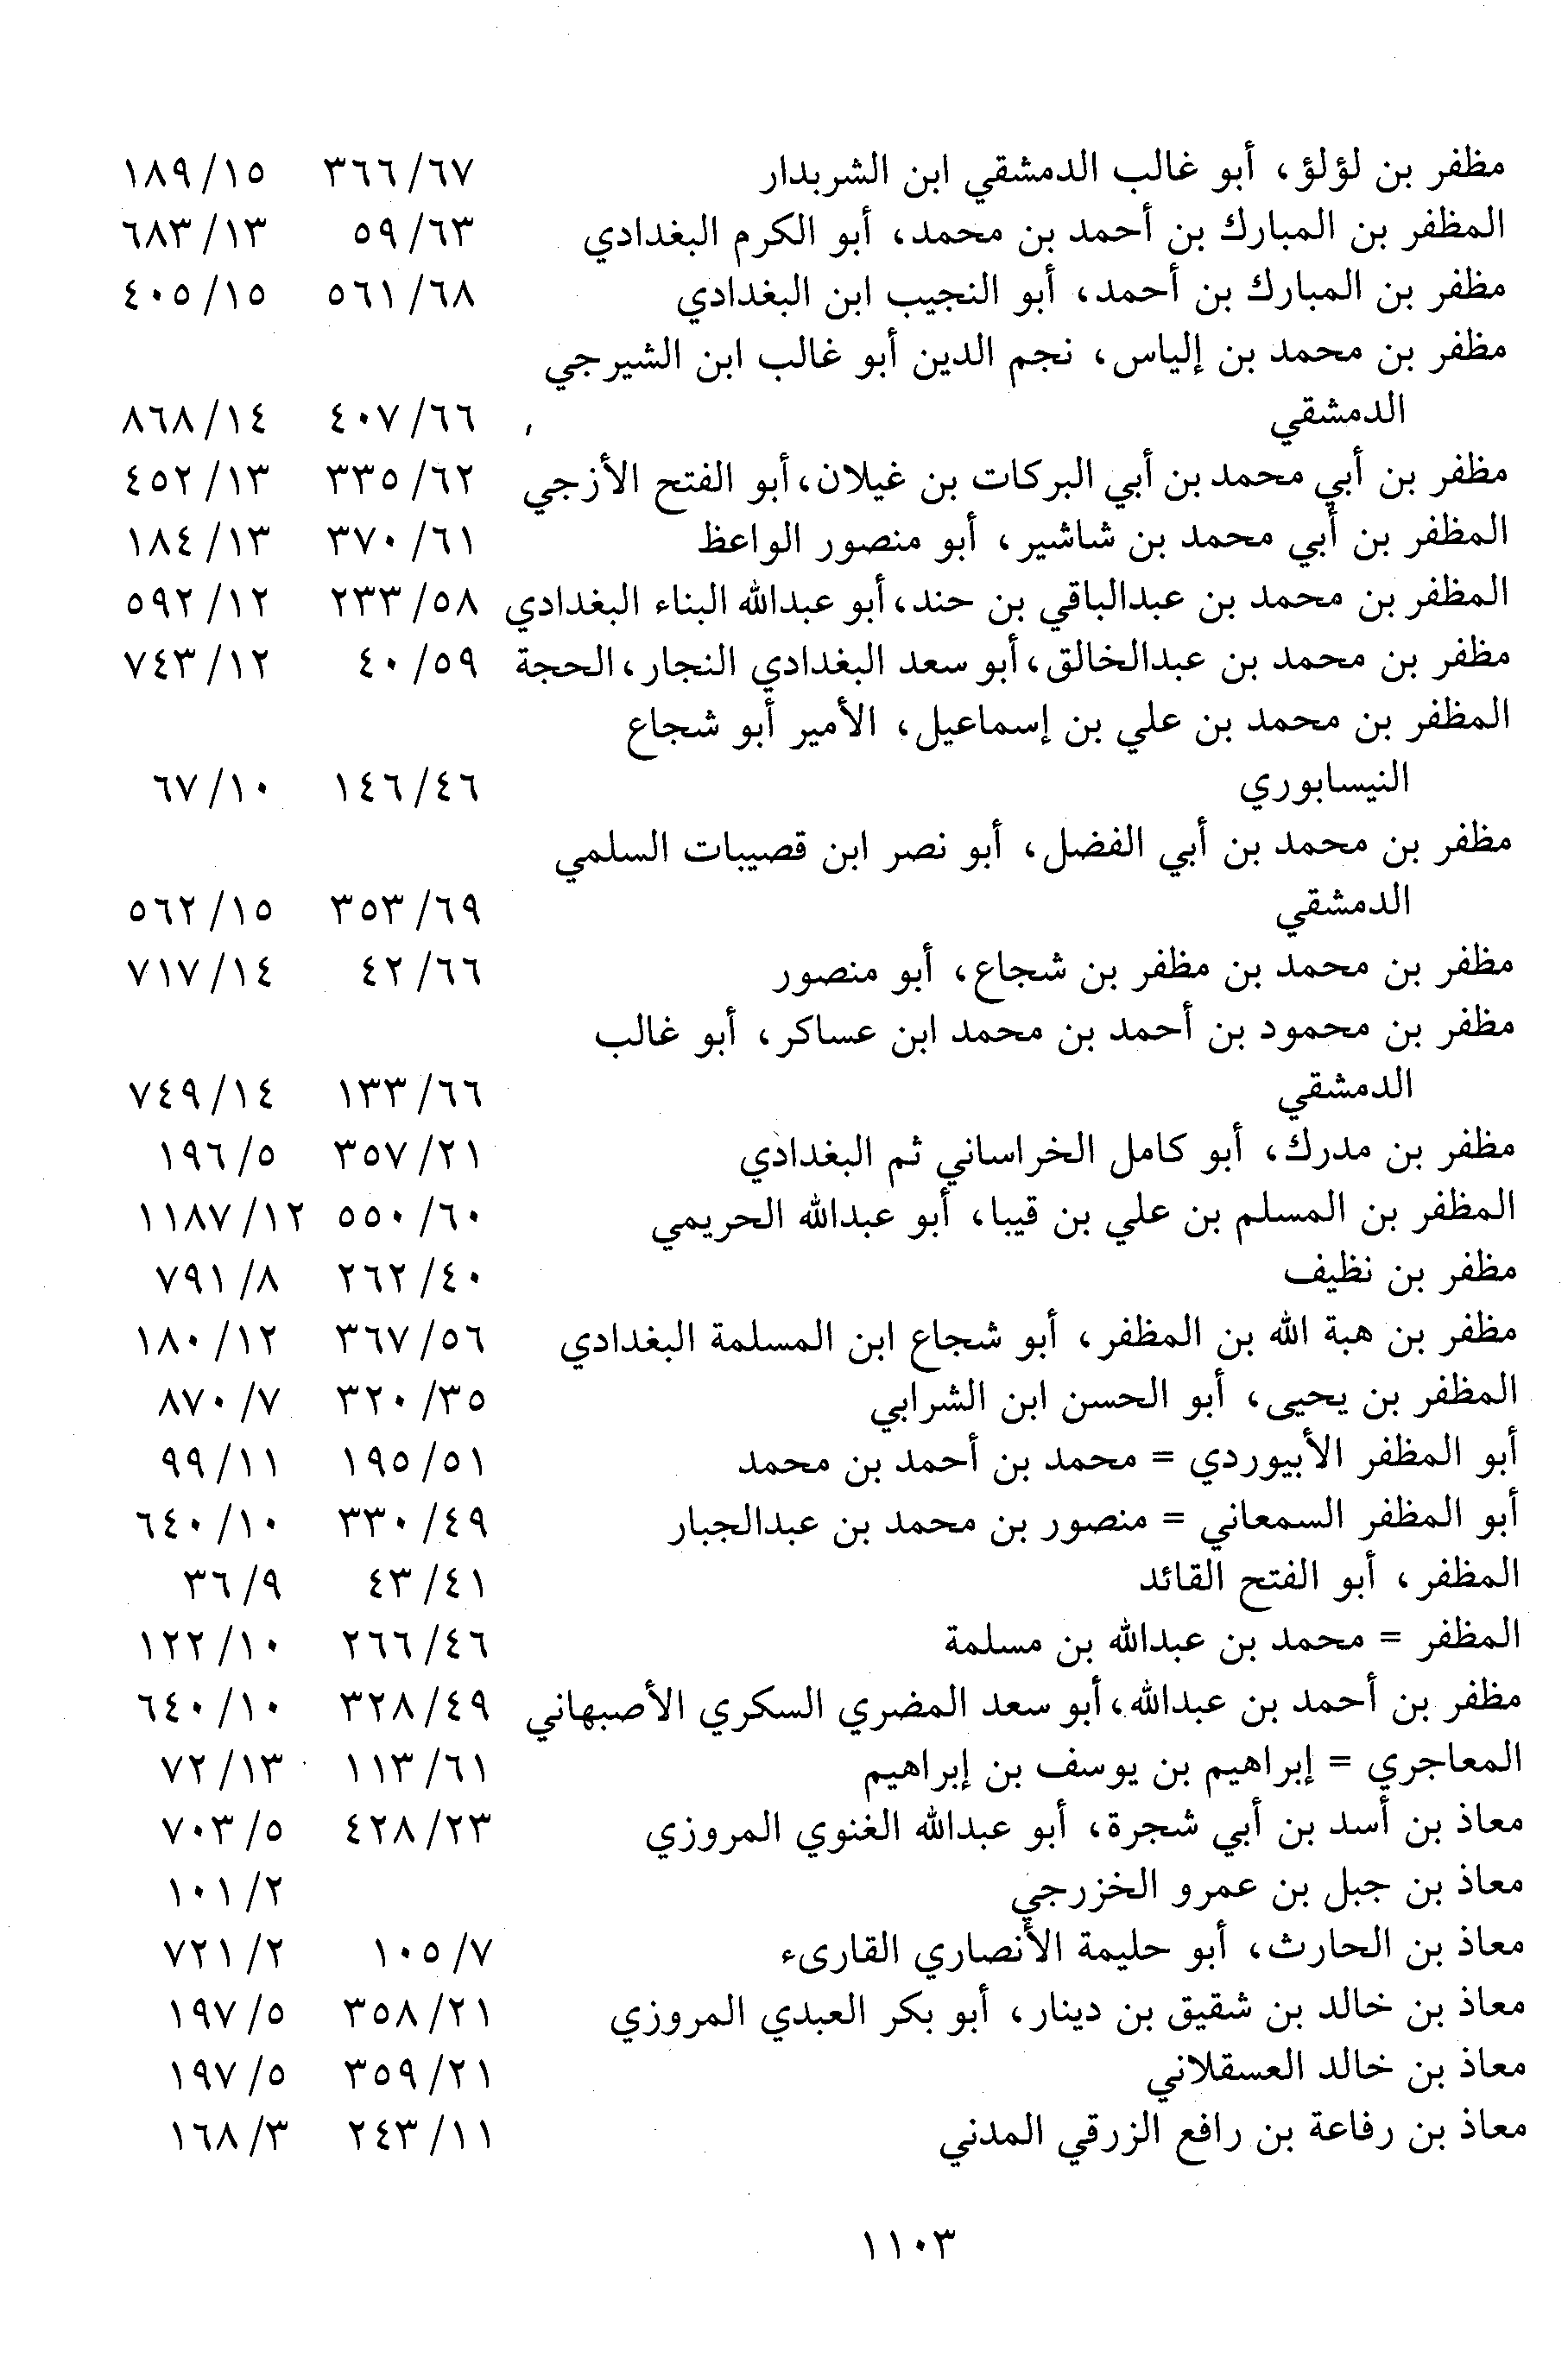 مظفر بن لؤلؤ، أبو غالب الدمشقي ابن الشربدار ٣٦٦/٦٧ ١٨٩/١٥
المظفر بن المبارك بن أحمد بن محمد، أبو الكرم البغدادي ٥٩/٦٣ ٦٨٣/١٣
مظفر بن المبارك بن أحمد، أبو النجيب ابن البغدادي ٥٦١/٦٨ ٤٠٥/١٥
مظفر بن محمد بن إلياس، نجم الدين أبو غالب ابن الشيرجي
الدمشقي ٤٠٧/٦٦ ٨٦٨/١٤
مظفر بن أبي محمد بن أبي البركات بن غيلان، أبو الفتح الأزجي ٣٣٥/٦٢ ٤٥٢/١٣
المظفر بن أبي محمد بن شاشير، أبو منصور الواعظ ٣٧٠/٦١ ١٨٤/١٣
المظفر بن محمد بن عبدالباقي بن حند، أبو عبدالله البناء البغدادي ٢٣٣/٥٨ ٥٩٢/١٢
مظفر بن محمد بن عبدالخالق، أبو سعد البغدادي النجار، الحجة ٤٠/٥٩ ٧٤٣/١٢
المظفر بن محمد بن علي بن إسماعيل، الأمير أبو شجاع
النيسابوري ١٤٦/٤٦ ٦٧/١٠
مظفر بن محمد بن أبي الفضل، أبو نصر ابن قصيبات السلمي
الدمشقي ٣٥٣/٦٩ ٥٦٢/١٥
مظفر بن محمد بن مظفر بن شجاع، أبو منصور ٤٢/٦٦ ٧١٧/١٤
مظفر بن محمود بن أحمد بن محمد ابن عساكر، أبو غالب
الدمشقي ١٣٣/٦٦ ٧٤٩/١٤
مظفر بن مدرك، أبو كامل الخراساني ثم البغدادي ٣٥٧/٢١ ١٩٦/٥
المظفر بن المسلم بن علي بن قيبا، أبو عبدالله الحريمي ٥٥٠/٦٠ ١١٨٧/١٢
مظفر بن نظيف ٢٦٢/٤٠ ٧٩١/٨
مظفر بن هبة الله بن المظفر، أبو شجاع ابن المسلمة البغدادي ٣٦٧/٥٦ ١٨٠/١٢
المظفر بن يحيى، أبو الحسن ابن الشرابي ٣٢٠/٣٥ ٨٧٠/٧
أبو المظفر الأبيوردي = محمد بن أحمد بن محمد ١٩٥/٥١ ٩٩/١١
أبو المظفر السمعاني = منصور بن محمد بن عبدالجبار ٣٣٠/٤٩ ٦٤٠/١٠
المظفر، أبو الفتح القائد ٤٣/٤١ ٣٦/٩
المظفر = محمد بن عبدالله بن مسلمة ٢٦٦/٤٦ ١٢٢/١٠
مظفر بن أحمد بن عبدالله، أبو سعد المضري السكري الأصبهاني ٣٢٨/٤٩ ٦٤٠/١٠
المعاجري = إبراهيم بن يوسف بن إبراهيم ١١٣/٦١ ٧٢/١٣
معاذ بن أسد بن أبي شجرة، أبو عبدالله الغنوي المروزي ٤٢٨/٢٣ ٧٠٣/٥
معاذ بن جبل بن عمرو الخزرجي ١٠١/٢
معاذ بن الحارث، أبو حليمة الأنصاري القارىء ١٠٥/٧ ٧٢١/٢
معاذ بن خالد بن شقيق بن دينار، أبو بكر العبدي المروزي ٣٥٨/٢١ ١٩٧/٥
معاذ بن خالد العسقلاني ٣٥٩/٢١ ١٩٧/٥
معاذ بن رفاعة بن رافع الزرقي المدني ٢٤٣/١١ ١٦٨/٣
١١٠٣